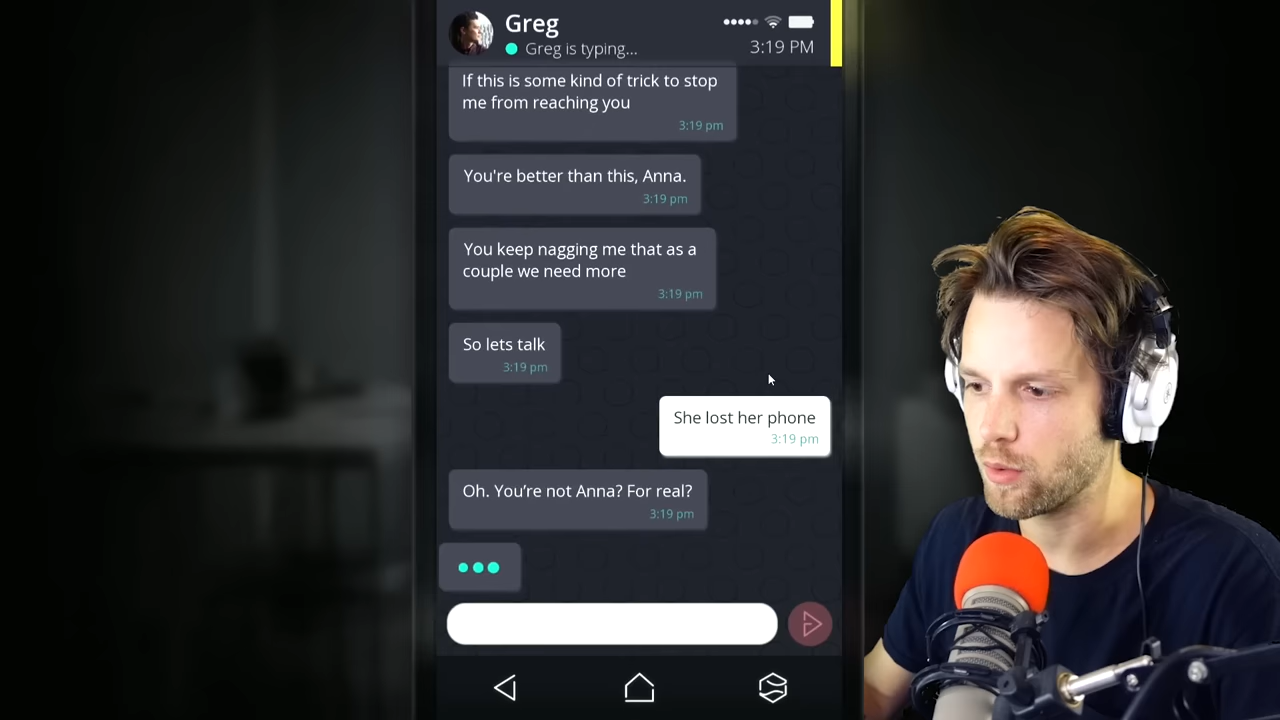 Greg
Greg is typing...
3:19 PM
If this is some kind of trick to stop
me from reaching you
3:19 pm
You're better than this, Anna.
3:19 pm
You keep nagging me that as a
couple we need more
3:19 pm
So lets talk
3:19 pm
She lost her phone
3:19 pm
Oh. You’re not Anna? For real?
3:19 pm